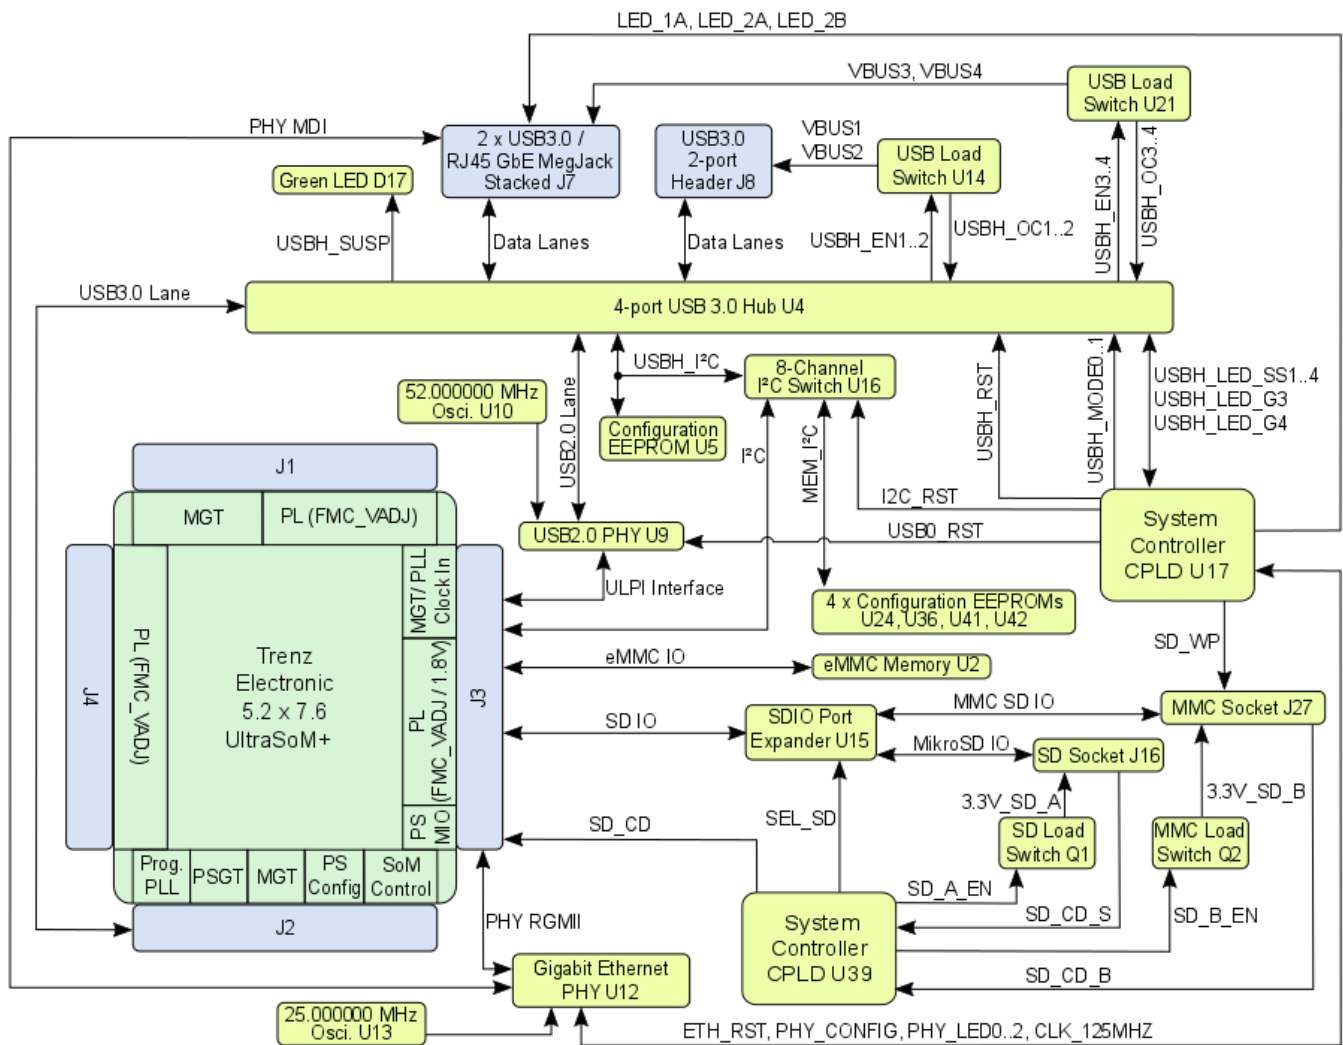 LED_1A, LED_2A, LED_2B
VBUS3, VBUS4
USB Load
Switch U21
PHY MDI
2 x USB3.0 /
RJ45 GbE MegJack
Stacked J7
USB3.0
2-port
Header J8
VBUS1
VBUS2
USB Load
Switch U14
Green LED D17
USBH_SUSP
Data Lanes
Data Lanes
USBH_EN1..2
USBH_OC1..2
USBH_EN3..4
USBH_OC3..4
USB3.0 Lane
4-port USB 3.0 Hub U4
USBH_I²C
8-Channel
I²C Switch U16
52.000000 MHz
Osci. U10
USB2.0 Lane
Configuration
EEPROM U5
I²C
MEM_I²C
USBH_RST
USBH_MODE0..1
USBH_LED_SS1..4
USBH_LED_G3
USBH_LED_G4
J1
MGT
PL (FMC_VADJ)
I2C_RST
System
Controller
CPLD U17
USB2.0 PHY U9
USB0_RST
MGT/ PLL
Clock In
ULPI Interface
4 x Configuration EEPROMs
U24, U36, U41, U42
SD_WP
J4
PL (FMC_VADJ)
Trenz
Electronic
5.2 x 7.6
UltraSoM+
PL
(FMC_VADJ / 1.8V)
J3
eMMC IO
eMMC Memory U2
SD IO
SDIO Port
Expander U15
MMC SD IO
MMC Socket J27
MikroSD IO
SD Socket J16
3.3V_SD_A
3.3V_SD_B
PS
MIO
SD_CD
SEL_SD
SD Load
Switch Q1
MMC Load
Switch Q2
Prog.
PLL
PSGT
MGT
PS
Config
SoM
Control
SD_A_EN
SD_CD_S
SD_B_EN
J2
PHY RGMII
System
Controller
CPLD U39
SD_CD_B
Gigabit Ethernet
PHY U12
25.000000 MHz
Osci. U13
ETH_RST, PHY_CONFIG, PHY_LED0..2, CLK_125MHZ